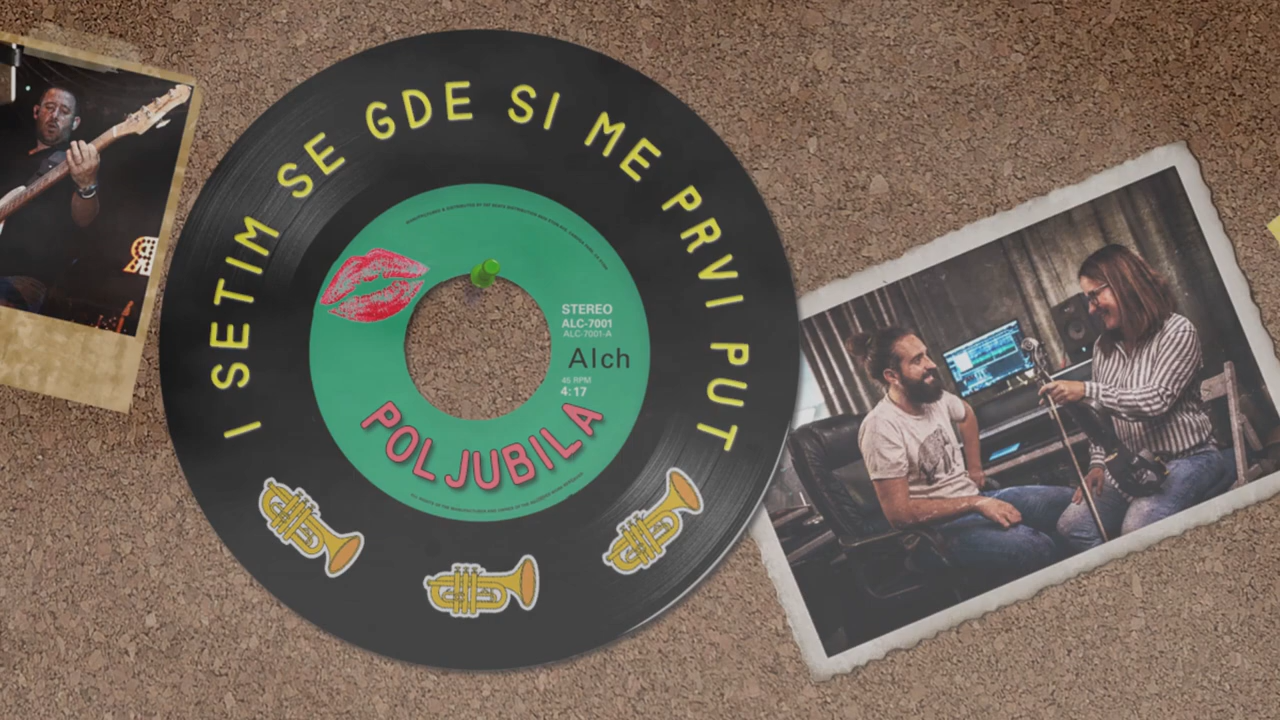 I SETIM SE GDE SI ME PRVI PUT
STEREO
ALC-7001
ALC-7001-A
Alch
45 RPM
4:17
POLJUBILA